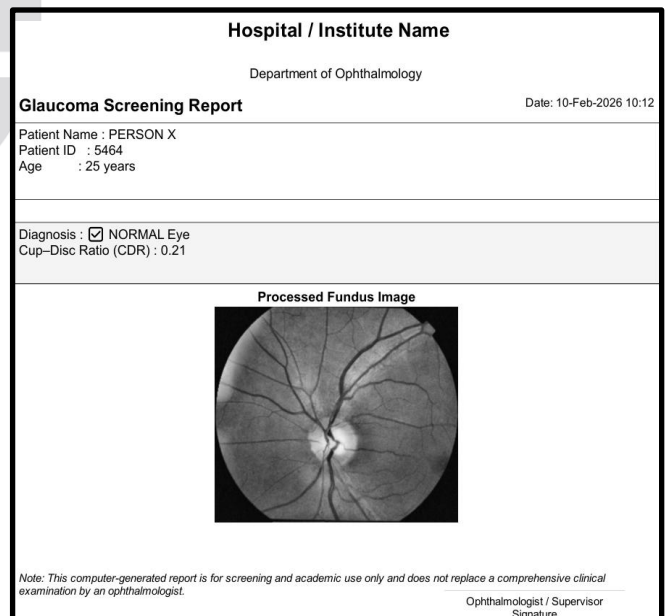 Hospital / Institute Name
Department of Ophthalmology
Glaucoma Screening Report
Date: 10-Feb-2026 10:12
Patient Name : PERSON X
Patient ID : 5464
Age : 25 years
Diagnosis : ☑ NORMAL Eye
Cup–Disc Ratio (CDR) : 0.21
Processed Fundus Image
Note: This computer-generated report is for screening and academic use only and does not replace a comprehensive clinical
examination by an ophthalmologist.
Ophthalmologist / Supervisor
Signature